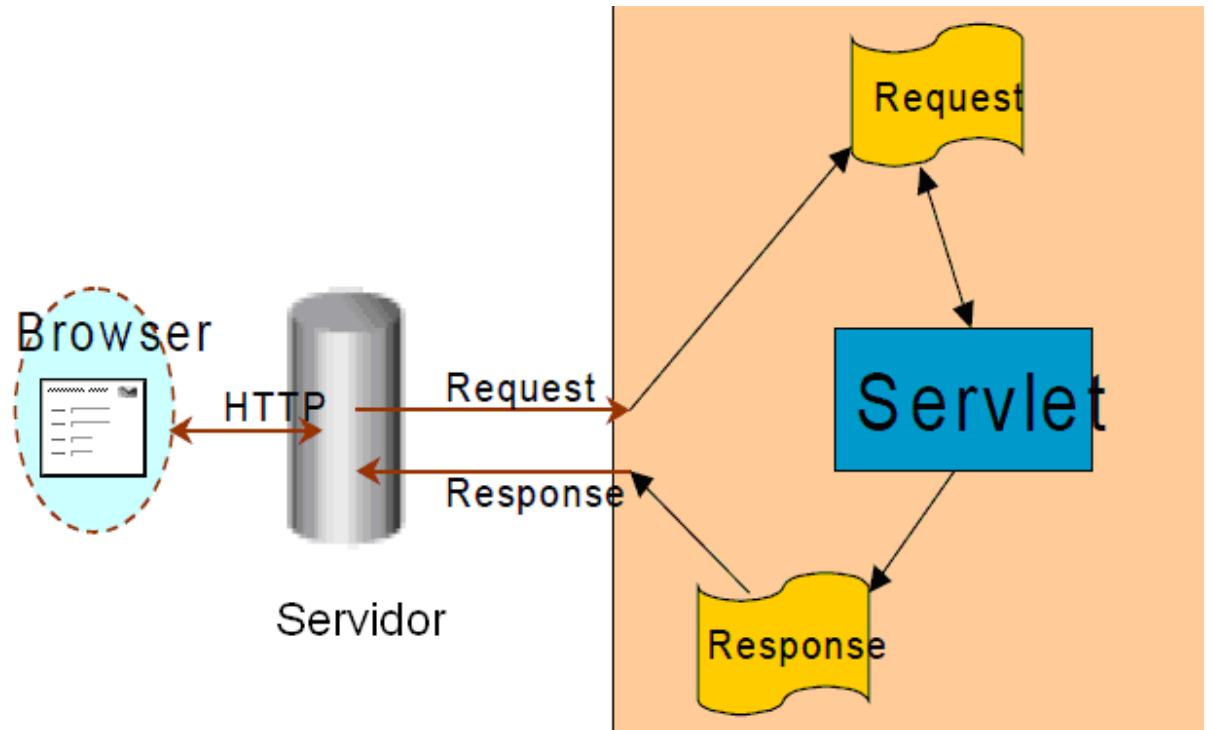 Request
Browser
HTTP
Request
Servlet
Response
Servidor
Response